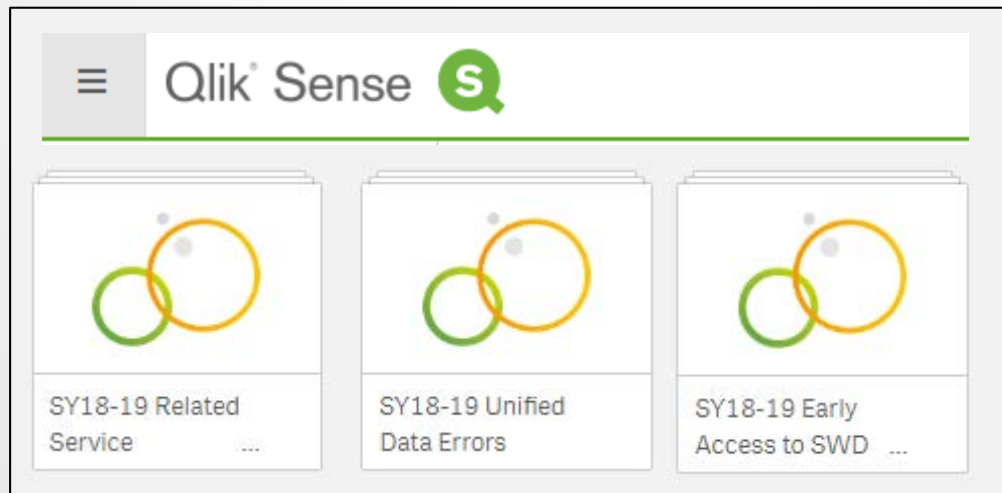 Qlik® Sense S
SY18-19 Related
Service ...
SY18-19 Unified
Data Errors
SY18-19 Early
Access to SWD ...